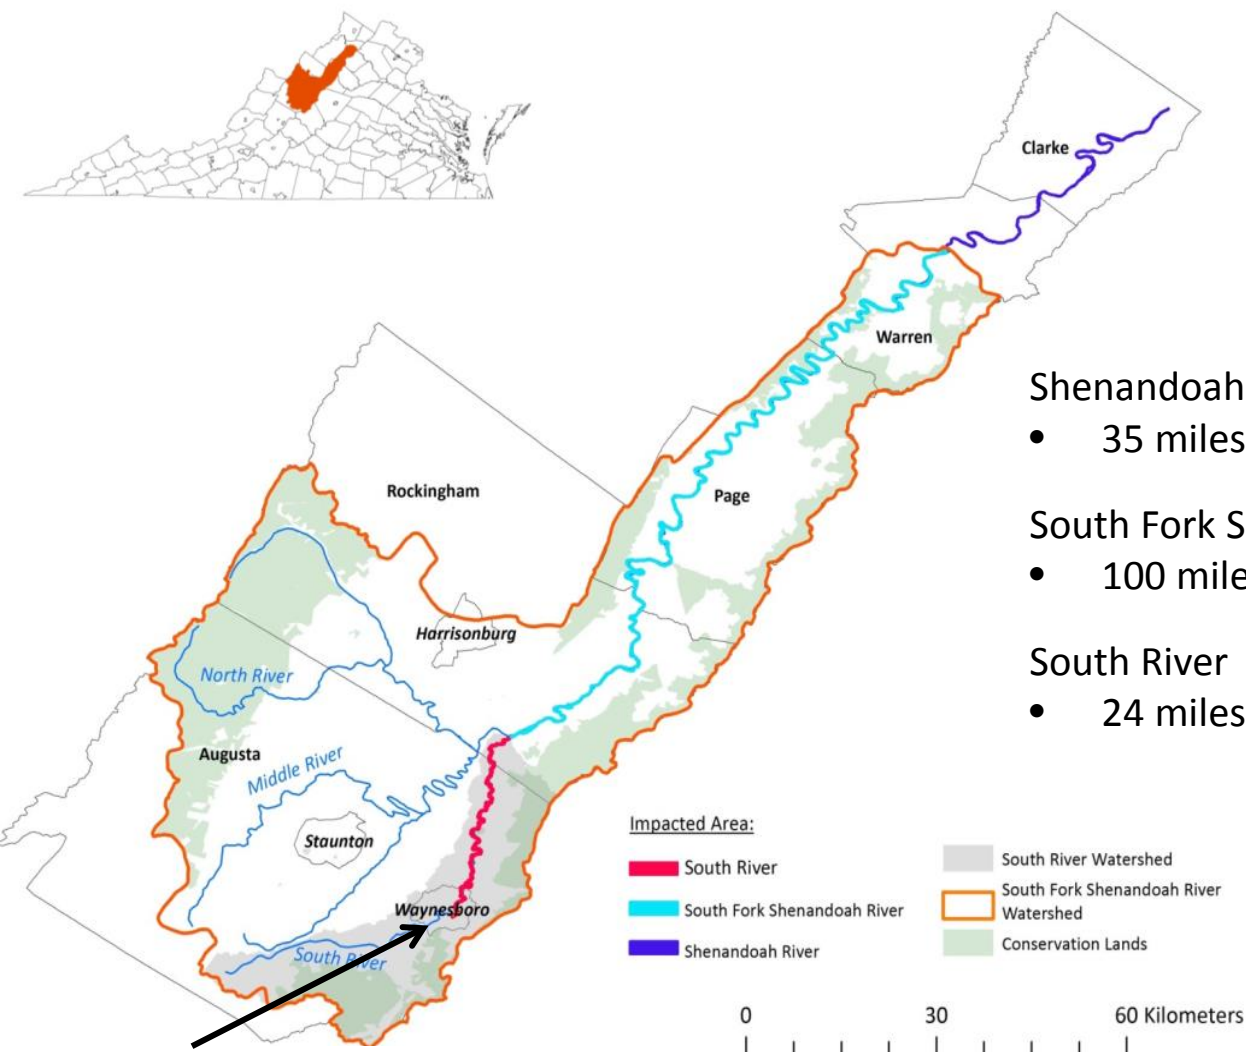 Clarke
Warren
Shenandoah
• 35 miles
Page
Rockingham
South Fork S
• 100 mile
Harrisonburg
South River
• 24 miles
North River
Augusta
Middle River
Staunton
Waynesboro
South River
Impacted Area:
South River
South Fork Shenandoah River
Shenandoah River
South River Watershed
South Fork Shenandoah River
Watershed
Conservation Lands
0 30 60 Kilometers